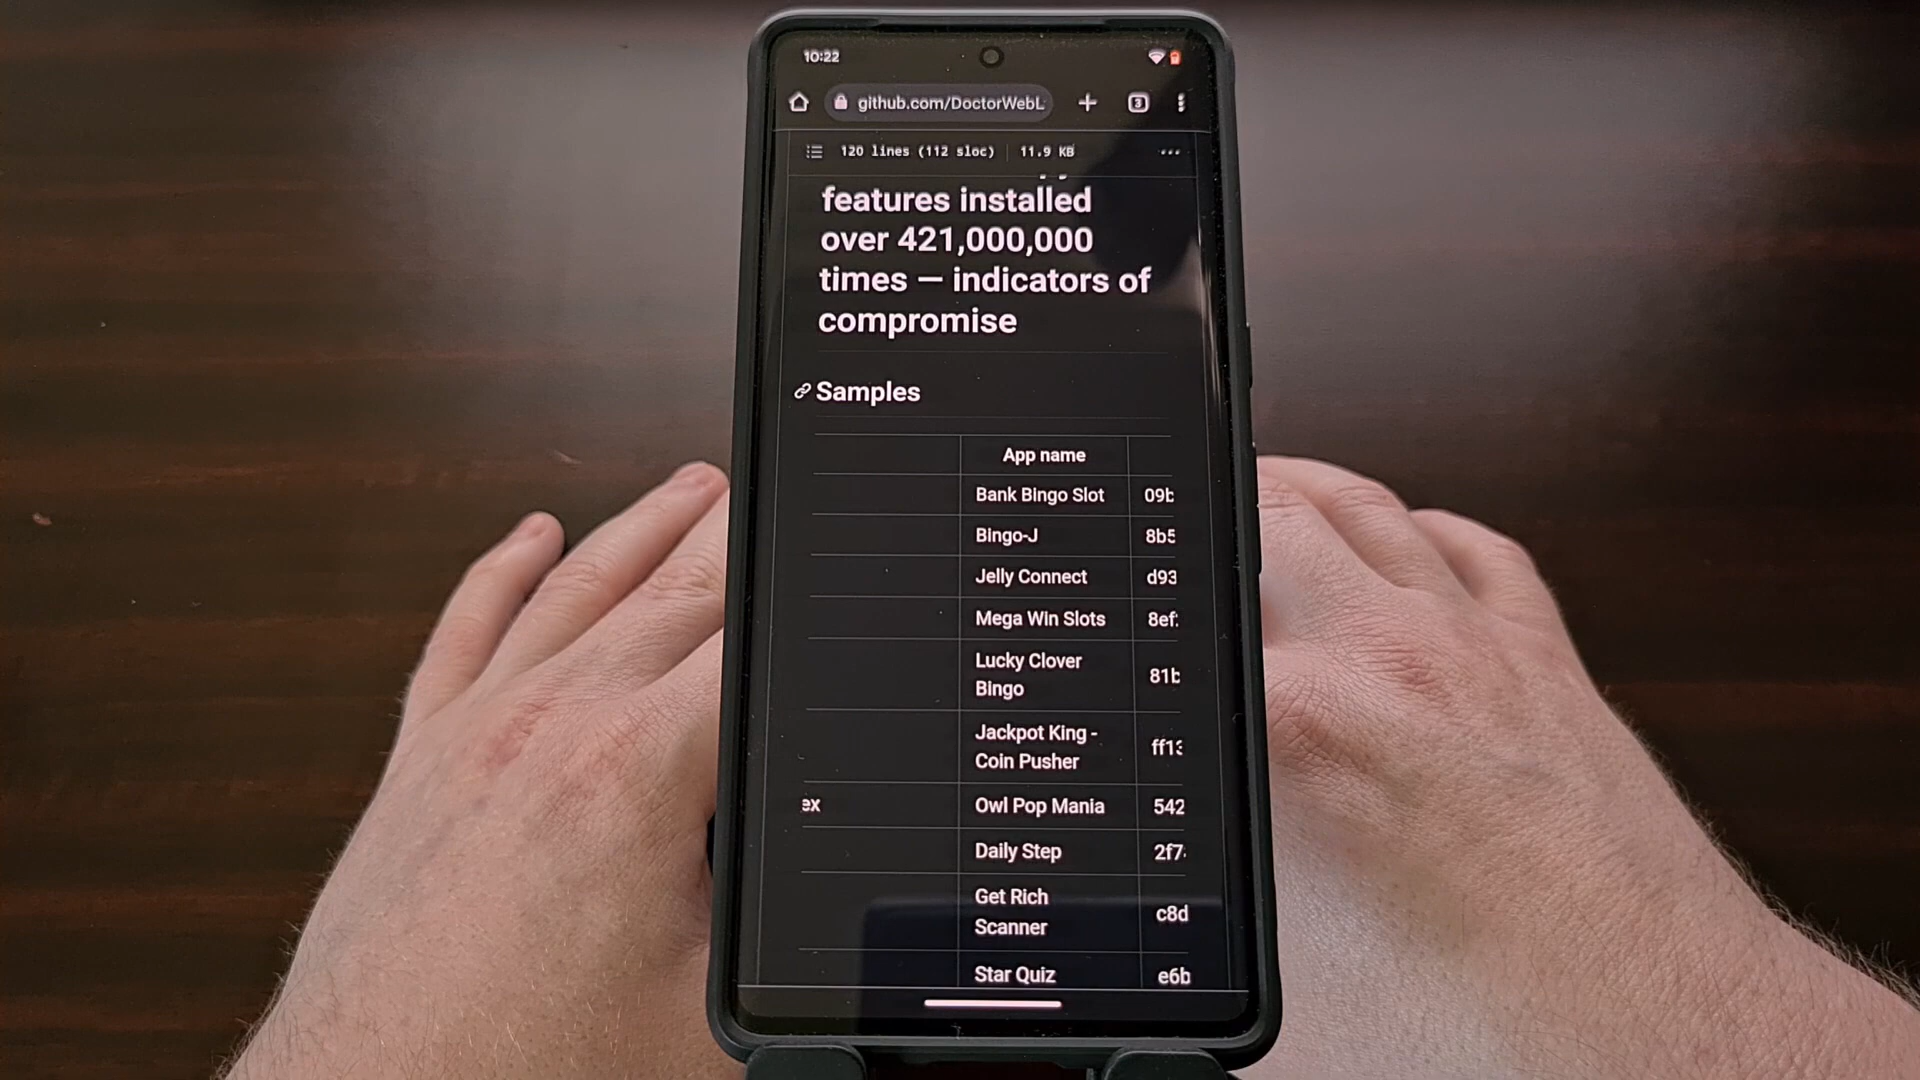 10:22
github.com/DoctorWebL
3
120 lines (112 sloc) 11.9 KB
features installed
over 421,000,000
times — indicators of
compromise
Samples
App name
Bank Bingo Slot 09b
Bingo-J 8b5
Jelly Connect d93
Mega Win Slots 8ef
Lucky Clover
Bingo
81b
Jackpot King -
Coin Pusher
ff13
ex Owl Pop Mania 542
Daily Step 2f7
Get Rich
Scanner
c8d
Star Quiz e6b